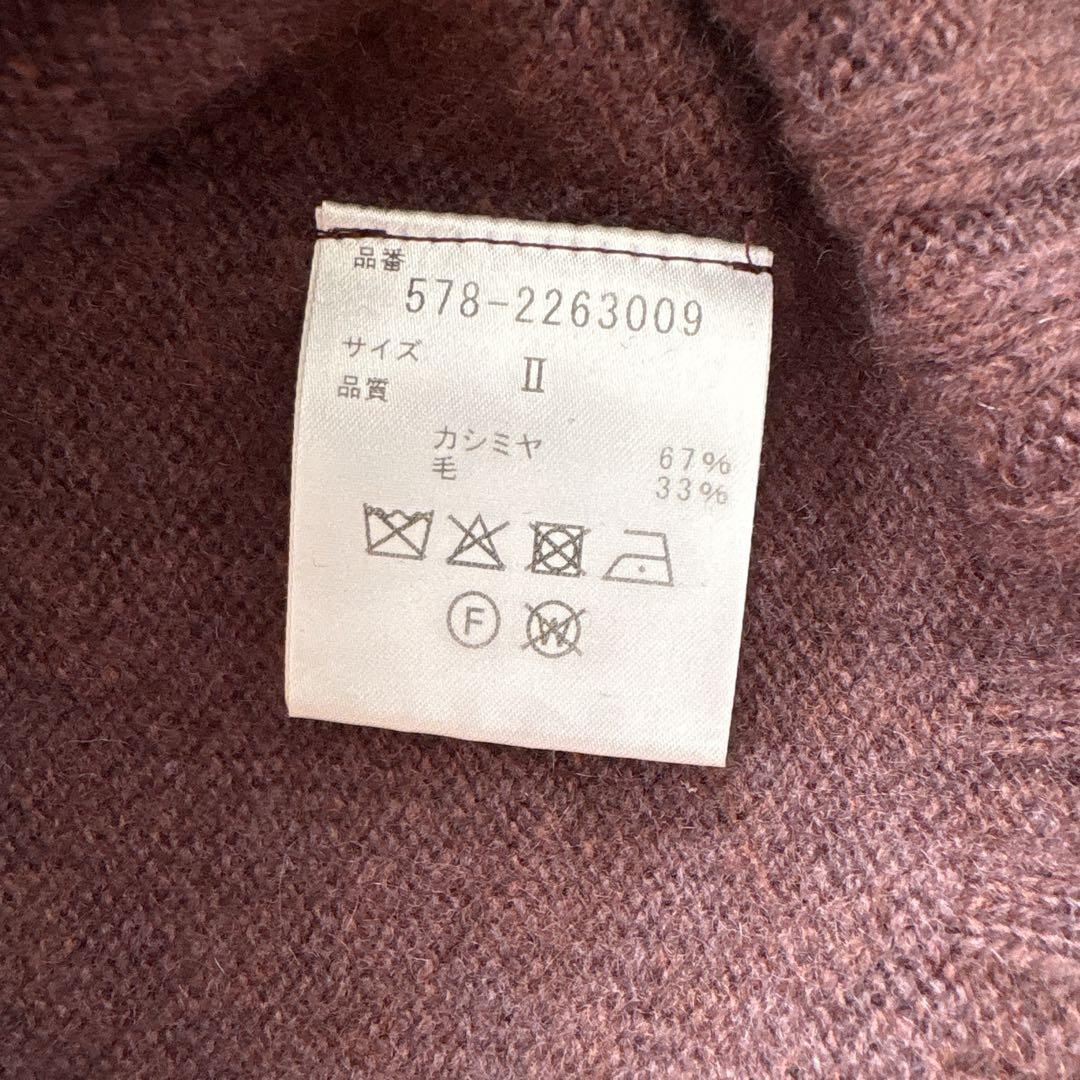 品番
578-2263009
サイズ II
品質
カシミヤ 67%
毛 33%
F W